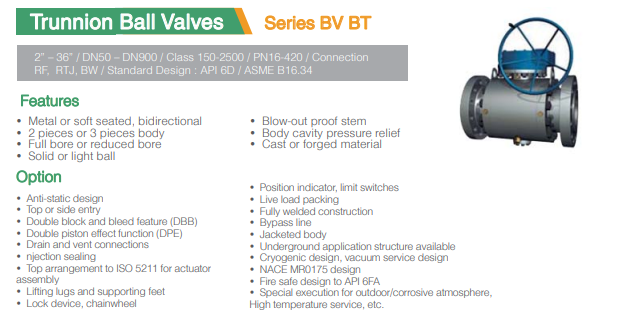 Trunnion Ball Valves
Series BV BT
2" – 36" / DN50 – DN900 / Class 150-2500 / PN16-420 / Connection
RF, RTJ, BW / Standard Design : API 6D / ASME B16.34
Features
• Metal or soft seated, bidirectional
• 2 pieces or 3 pieces body
• Full bore or reduced bore
• Solid or light ball
• Blow-out proof stem
• Body cavity pressure relief
• Cast or forged material
Option
• Anti-static design
• Top or side entry
• Double block and bleed feature (DBB)
• Double piston effect function (DPE)
• Drain and vent connections
• njection sealing
• Top arrangement to ISO 5211 for actuator
assembly
• Lifting lugs and supporting feet
• Lock device, chainwheel
• Position indicator, limit switches
• Live load packing
• Fully welded construction
• Bypass line
• Jacketed body
• Underground application structure available
• Cryogenic design, vacuum service design
• NACE MR0175 design
• Fire safe design to API 6FA
• Special execution for outdoor/corrosive atmosphere,
High temperature service, etc.